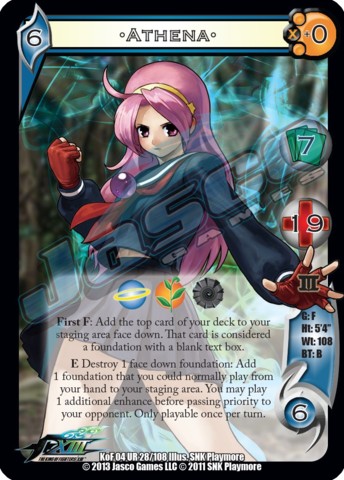 6
·Athena·
+0
7
JASCO
GAMES
19
III
G: F
Ht: 5'4"
Wt: 108
BT: B
First F: Add the top card of your deck to your
staging area face down. That card is considered
a foundation with a blank text box.
E Destroy 1 face down foundation: Add
1 foundation that you could normally play from
your hand to your staging area. You may play
1 additional enhance before passing priority to
your opponent. Only playable once per turn.
6
XIII
KoF 04 UR 28/108 Illus. SNK Playmore
© 2013 Jasco Games LLC © 2011 SNK Playmore